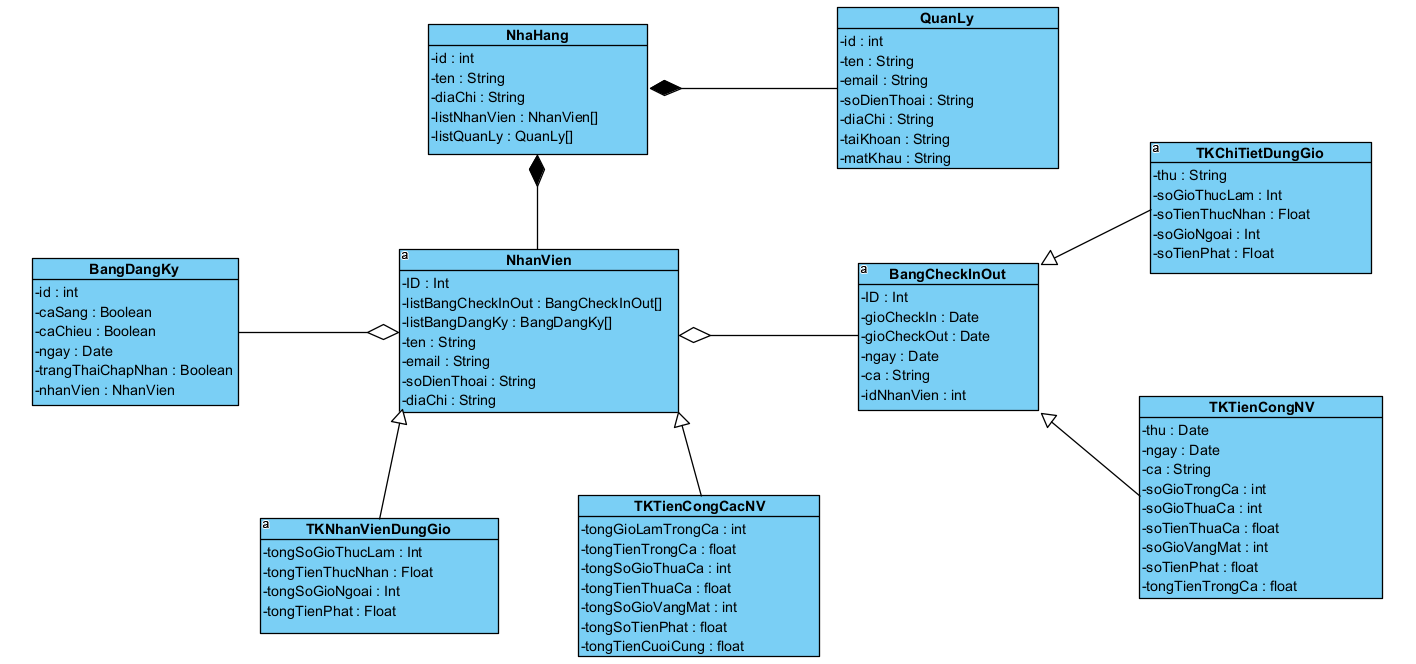 NhaHang
-id : int
-ten : String
-diaChi : String
-listNhanVien : NhanVien[]
-listQuanLy : QuanLy[]
QuanLy
-id : int
-ten : String
-email : String
-soDienThoai : String
-diaChi : String
-taiKhoan : String
-matKhau : String
a
TKChiTietDungGio
-thu : String
-soGioThucLam : Int
-soTienThucNhan : Float
-soGioNgoai : Int
-soTienPhat : Float
BangDangKy
-id : int
-caSang : Boolean
-caChieu : Boolean
-ngay : Date
-trangThaiChapNhan : Boolean
-nhanVien : NhanVien
a
NhanVien
-ID : Int
-listBangCheckInOut : BangCheckInOut[]
-listBangDangKy : BangDangKy[]
-ten : String
-email : String
-soDienThoai : String
-diaChi : String
a
BangCheckInOut
-ID : Int
-gioCheckIn : Date
-gioCheckOut : Date
-ngay : Date
-ca : String
-idNhanVien : int
TKTienCongNV
-thu : Date
-ngay : Date
-ca : String
-soGioTrongCa : int
-soGioThuaCa : int
-soTienThuaCa : float
-soGioVangMat : int
-soTienPhat : float
-tongTienTrongCa : float
a
TKNhanVienDungGio
-tongSoGioThucLam : Int
-tongTienThucNhan : Float
-tongSoGioNgoai : Int
-tongTienPhat : Float
TKTienCongCacNV
-tongGioLamTrongCa : int
-tongTienTrongCa : float
-tongSoGioThuaCa : int
-tongTienThuaCa : float
-tongSoGioVangMat : int
-tongSoTienPhat : float
-tongTienCuoiCung : float